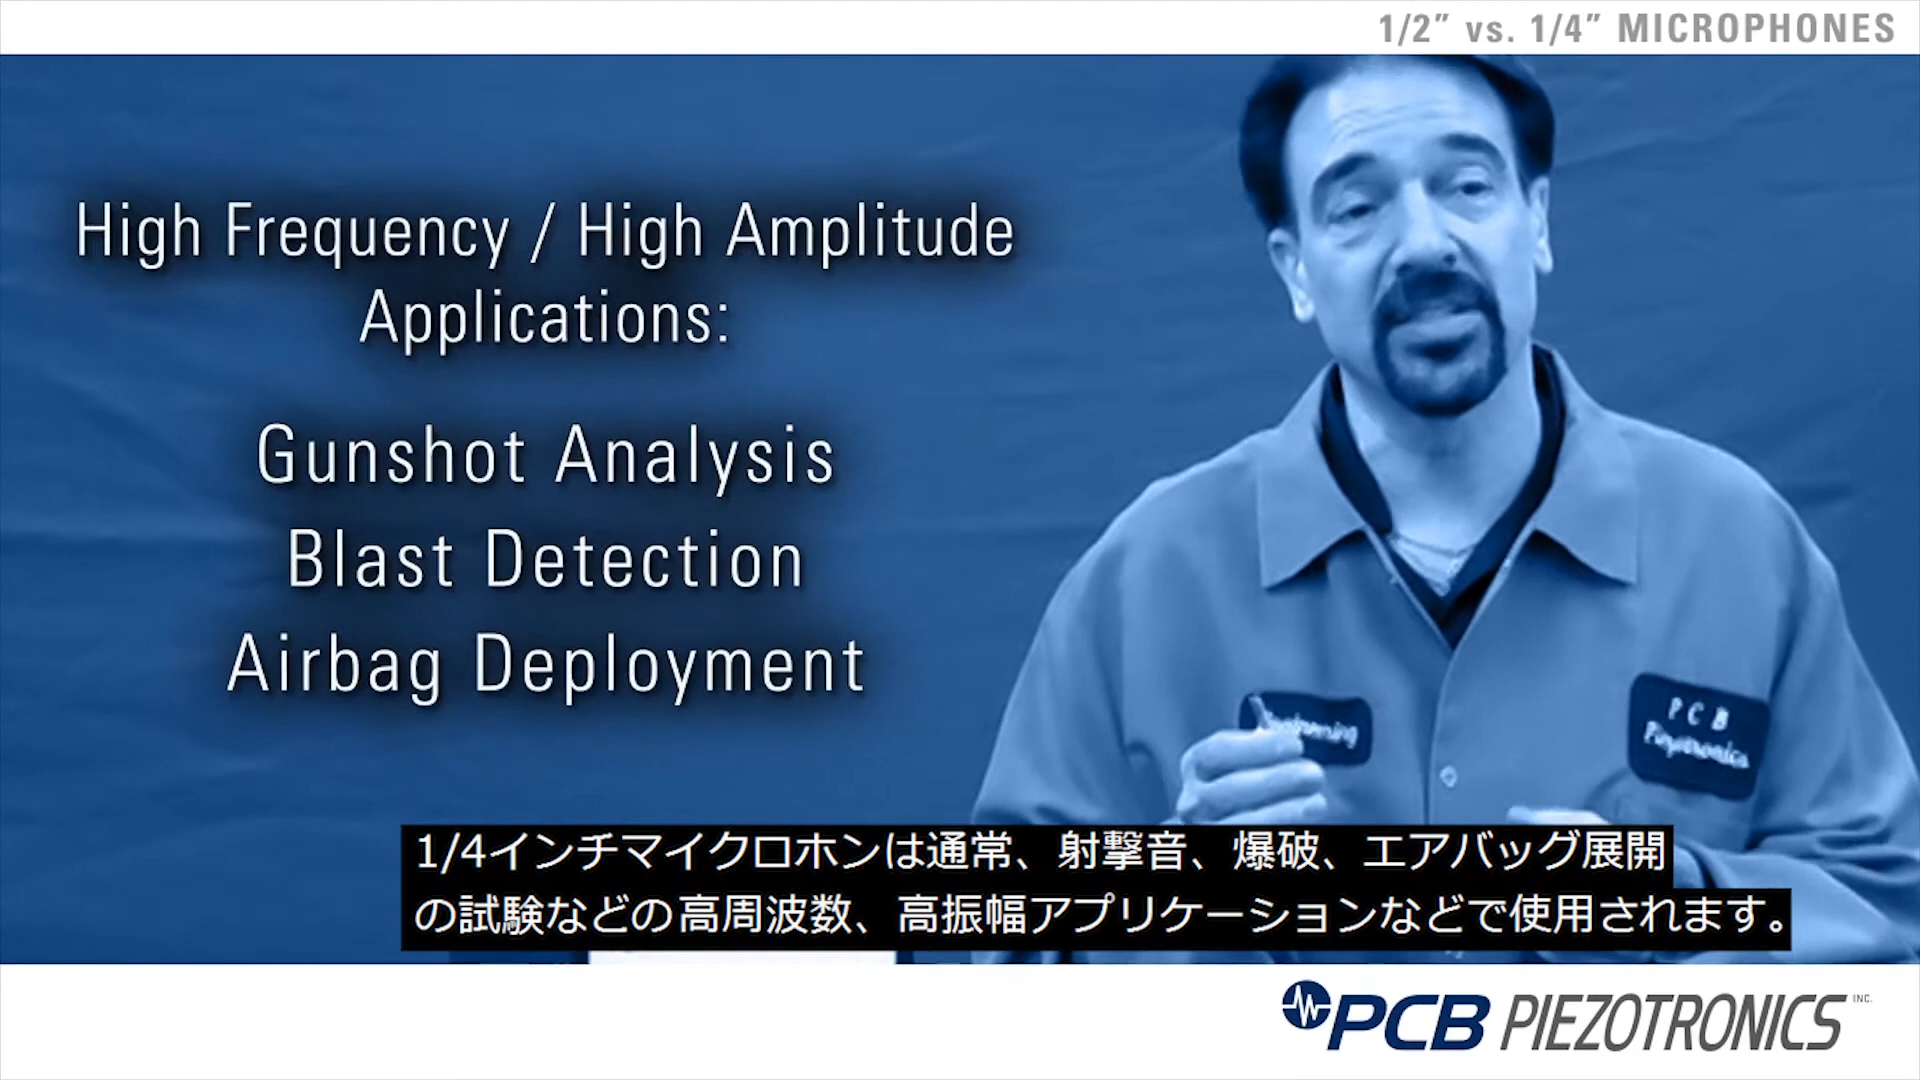 1/2” vs. 1/4” MICROPHONES
High Frequency / High Amplitude
Applications:
Gunshot Analysis
Blast Detection
Airbag Deployment
PCB
Piezotronics
1/4インチマイクロホンは通常、射撃音、爆破、エアバッグ展開
の試験などの高周波数、高振幅アプリケーションなどで使用されます。
PCB PIEZOTRONICS INC.